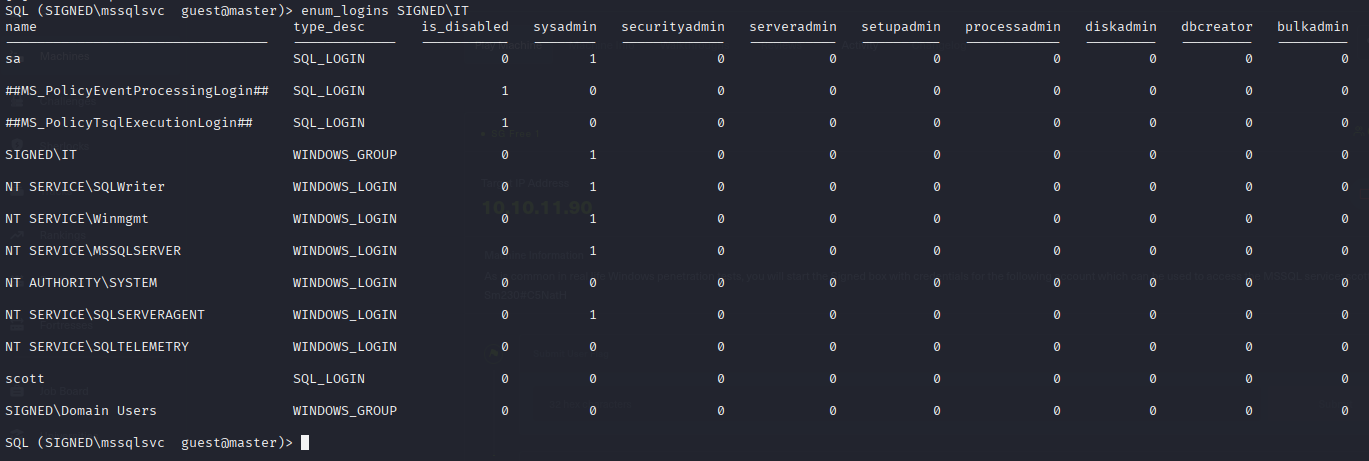 SQL (SIGNED\mssqlsvc  guest@master)> enum_logins SIGNED\IT
name type_desc is_disabled sysadmin securityadmin serveradmin setupadmin processadmin diskadmin dbcreator bulkadmin
sa SQL_LOGIN 0 1 0 0 0 0 0 0 0
##MS_PolicyEventProcessingLogin## SQL_LOGIN 1 0 0 0 0 0 0 0 0
##MS_PolicyTsqlExecutionLogin## SQL_LOGIN 1 0 0 0 0 0 0 0 0
SIGNED\IT WINDOWS_GROUP 0 1 0 0 0 0 0 0 0
NT SERVICE\SQLWriter WINDOWS_LOGIN 0 1 0 0 0 0 0 0 0
NT SERVICE\Winmgmt WINDOWS_LOGIN 0 1 0 0 0 0 0 0 0
10.10.11.90
NT SERVICE\MSSQLSERVER WINDOWS_LOGIN 0 1 0 0 0 0 0 0 0
NT AUTHORITY\SYSTEM WINDOWS_LOGIN 0 0 0 0 0 0 0 0 0
NT SERVICE\SQLSERVERAGENT WINDOWS_LOGIN 0 1 0 0 0 0 0 0 0
NT SERVICE\SQLTELEMETRY WINDOWS_LOGIN 0 0 0 0 0 0 0 0 0
scott SQL_LOGIN 0 0 0 0 0 0 0 0 0
SIGNED\Domain Users WINDOWS_GROUP 0 0 0 0 0 0 0 0 0
SQL (SIGNED\mssqlsvc  guest@master)>